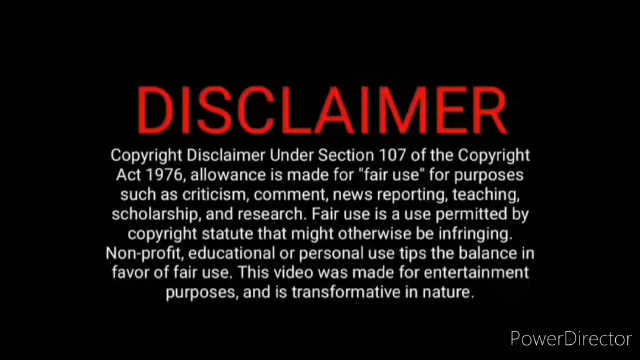 DISCLAIMER
Copyright Disclaimer Under Section 107 of the Copyright
Act 1976, allowance is made for "fair use" for purposes
such as criticism, comment, news reporting, teaching,
scholarship, and research. Fair use is a use permitted by
copyright statute that might otherwise be infringing.
Non-profit, educational or personal use tips the balance in
favor of fair use. This video was made for entertainment
purposes, and is transformative in nature.
PowerDirector